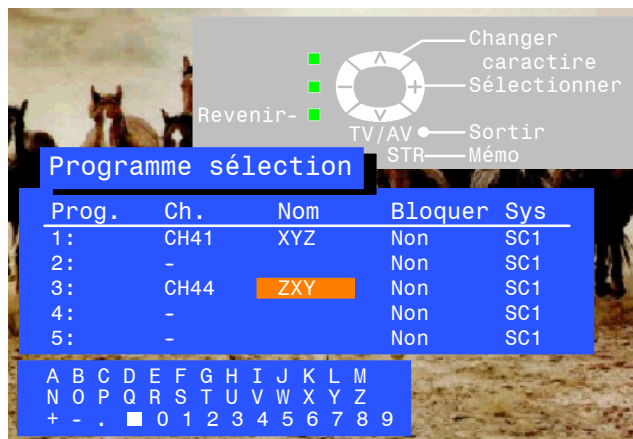 Changer
caractire
Sélectionner
Revenir-
TV/AV Sortir
STR Mémo
Programme sélection
Prog. Ch. Nom Bloquer Sys
1: CH41 XYZ Non SC1
2: - Non SC1
3: CH44 ZXY Non SC1
4: - Non SC1
5: - Non SC1
A B C D E F G H I J K L M
N O P Q R S T U V W X Y Z
+ - . 0 1 2 3 4 5 6 7 8 9